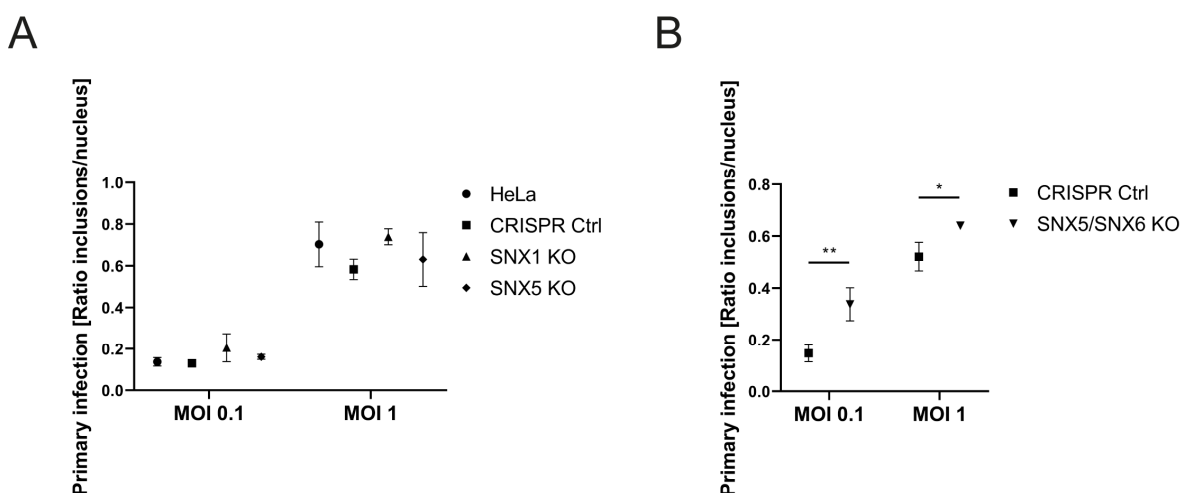 A
Primary infection [Ratio inclusions/nucleus]
1.0
0.8
0.6
0.4
0.2
0.0
MOI 0.1
MOI 1
HeLa
CRISPR Ctrl
SNX1 KO
SNX5 KO
B
Primary infection [Ratio inclusions/nucleus]
0.8
0.6
0.4
0.2
0.0
**
*
MOI 0.1
MOI 1
CRISPR Ctrl
SNX5/SNX6 KO